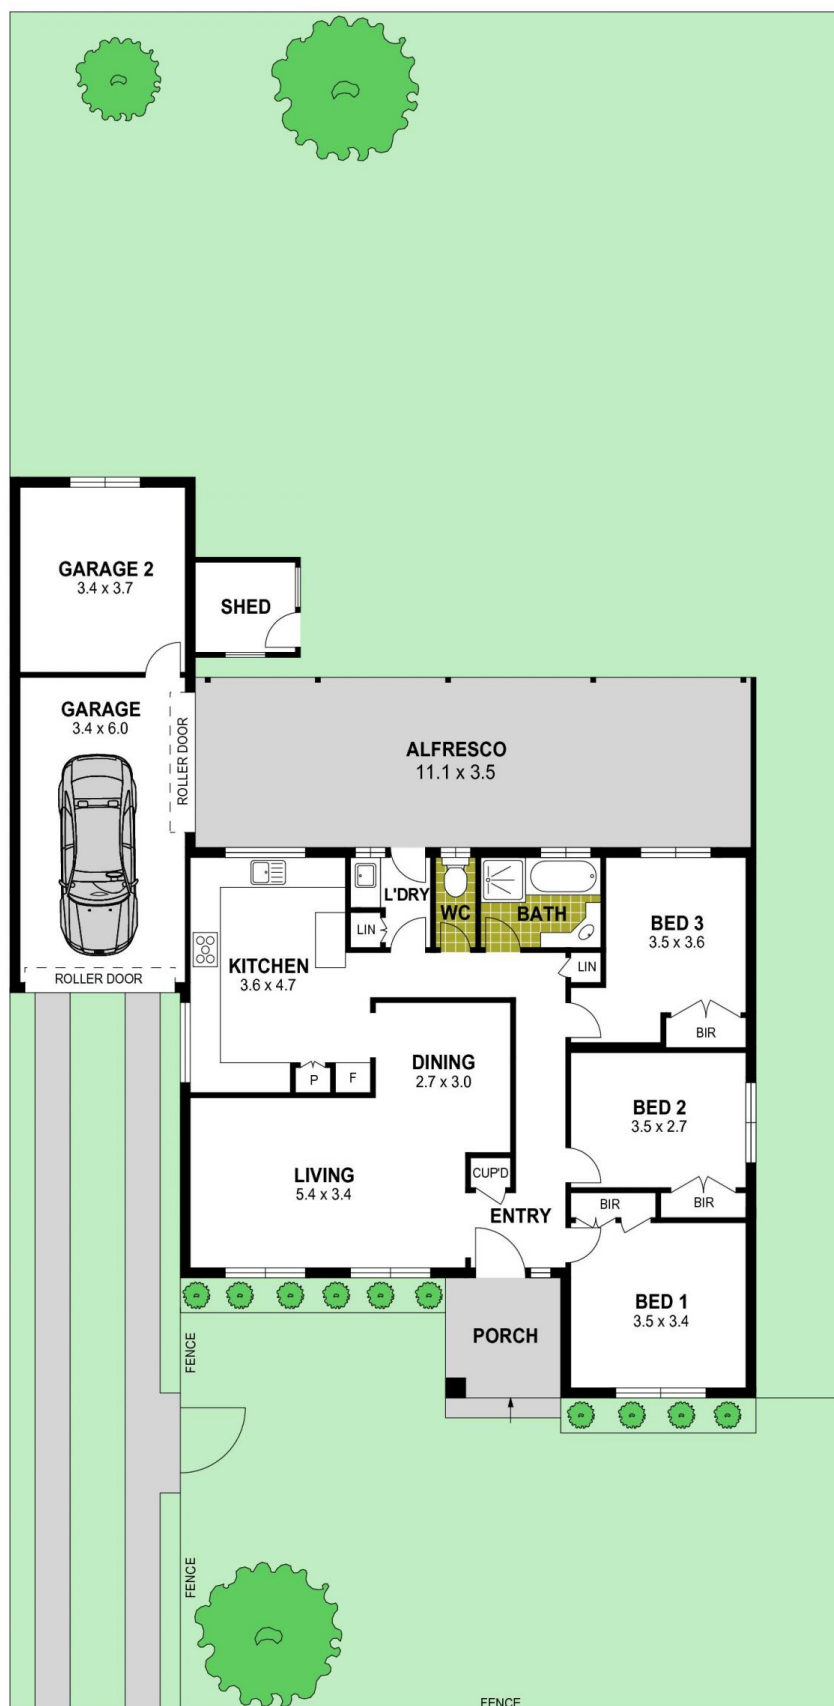 GARAGE 2
3.4 x 3.7
SHED
GARAGE
3.4 x 6.0
ROLLER DOOR
ALFRESCO
11.1 x 3.5
ROLLER DOOR
L'DRY
LIN
WC
BATH
KITCHEN
3.6 x 4.7
LIN
BED 3
3.5 x 3.6
BIR
P
F
DINING
2.7 x 3.0
BED 2
3.5 x 2.7
BIR
LIVING
5.4 x 3.4
CUP'D
ENTRY
BIR
BED 1
3.5 x 3.4
PORCH
FENCE
FENCE
FENCE